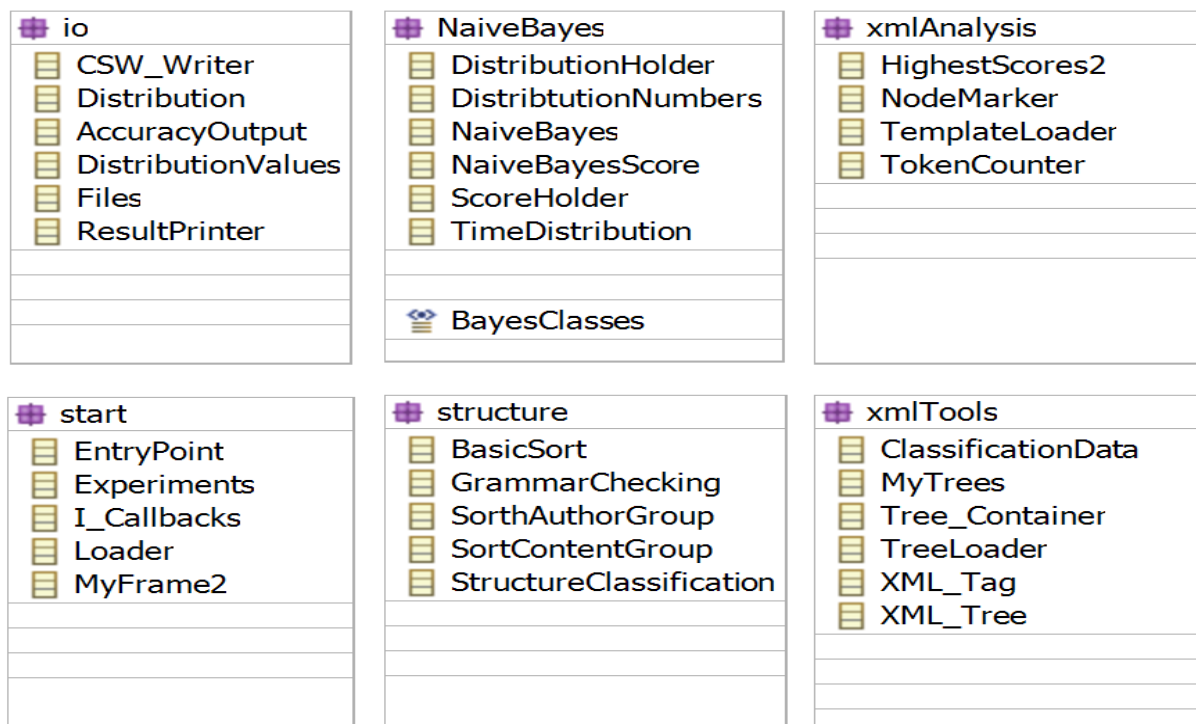 io
CSW_Writer
Distribution
AccuracyOutput
DistributionValues
Files
ResultPrinter
NaiveBayes
DistributionHolder
DistribtutionNumbers
NaiveBayes
NaiveBayesScore
ScoreHolder
TimeDistribution
BayesClasses
xmlAnalysis
HighestScores2
NodeMarker
TemplateLoader
TokenCounter
start
EntryPoint
Experiments
I_Callbacks
Loader
MyFrame2
structure
BasicSort
GrammarChecking
SorthAuthorGroup
SortContentGroup
StructureClassification
xmlTools
ClassificationData
MyTrees
Tree_Container
TreeLoader
XML_Tag
XML_Tree